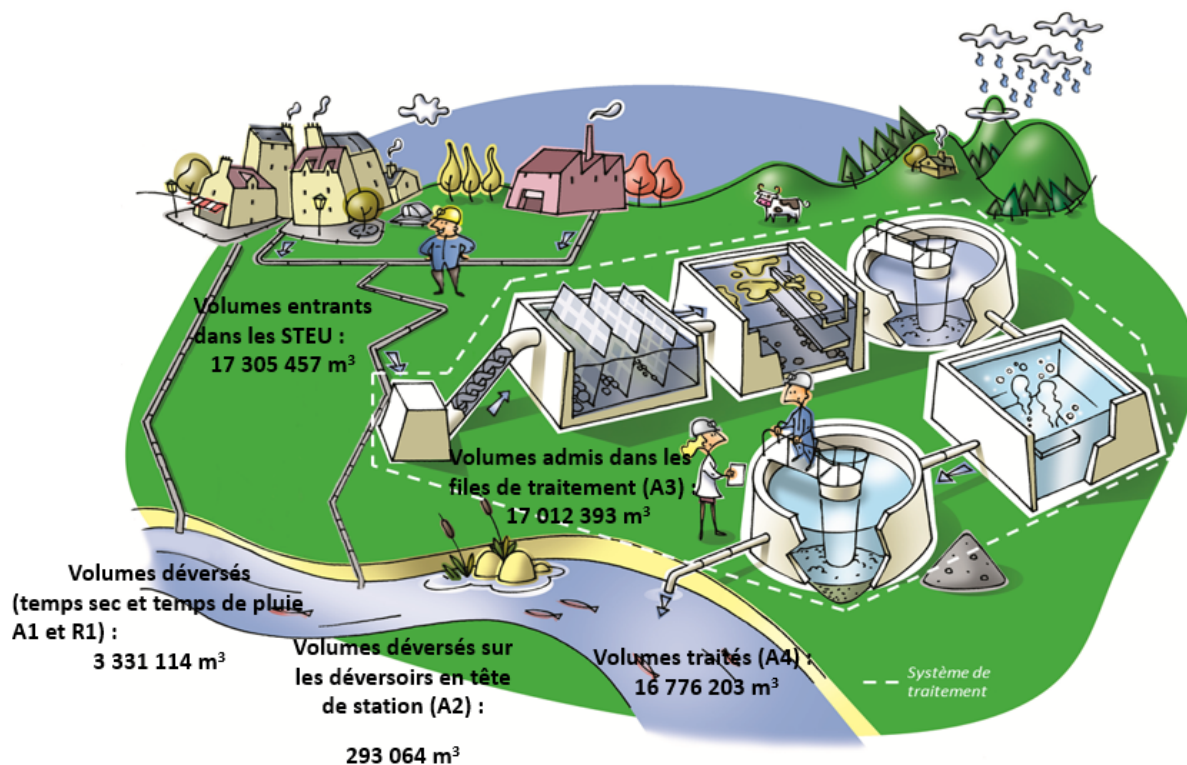 Volumes entrants
dans les STEU :
17 305 457 m³
Volumes admis dans les
files de traitement (A3) :
17 012 393 m³
Volumes déversés
(temps sec et temps de pluie
A1 et R1) :
3 331 114 m³
Volumes déversés sur
les déversoirs en tête
de station (A2) :
293 064 m³
Volumes traités (A4) :
16 776 203 m³
Système de
traitement